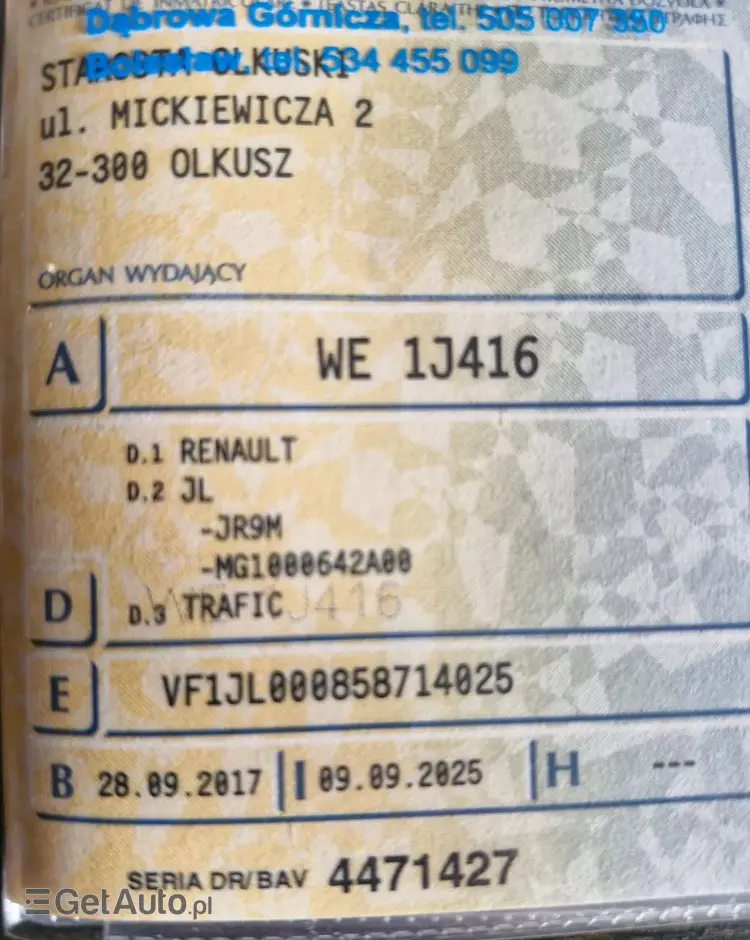 Dąbrowa Górnicza, tel. 505 007 350
STAROSTA OLKUSKI
tel. 534 455 099
ul. MICKIEWICZA 2
32-300 OLKUSZ
ORGAN WYDAJĄCY
A WE 1J416
D.1 RENAULT
D.2 JL
-JR9M
-MG1000642A00
D D.3 TRAFIC
E VF1JL000858714025
B 28.09.2017 I 09.09.2025 H ---
SERIA DR/BAV 4471427
GetAuto.pl